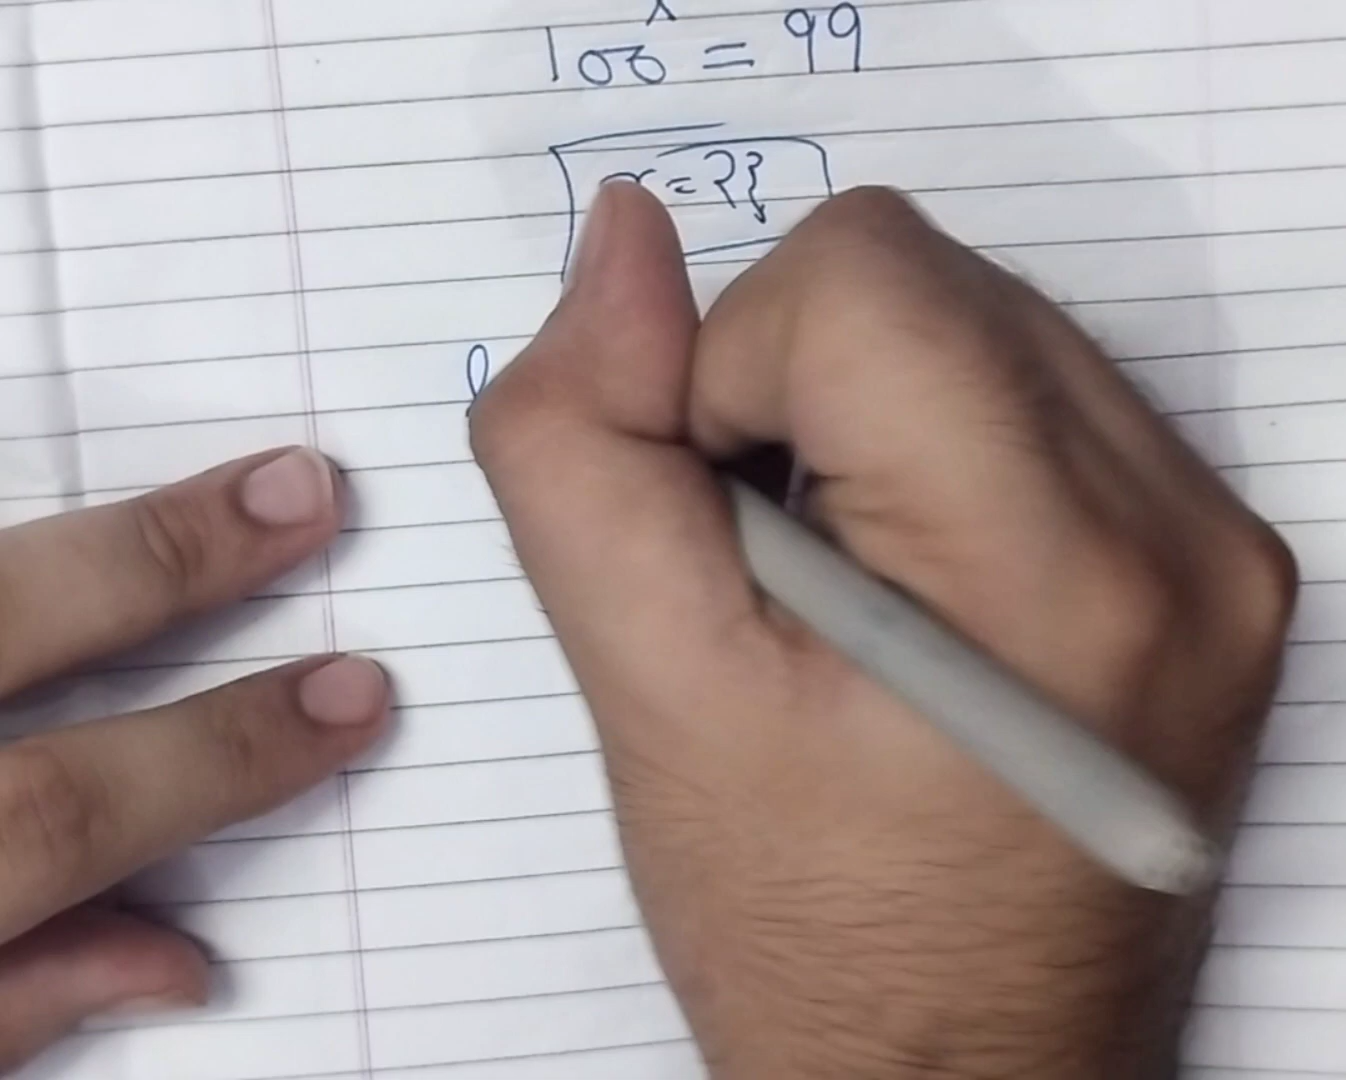 100ˣ = 99
x = ?}
l